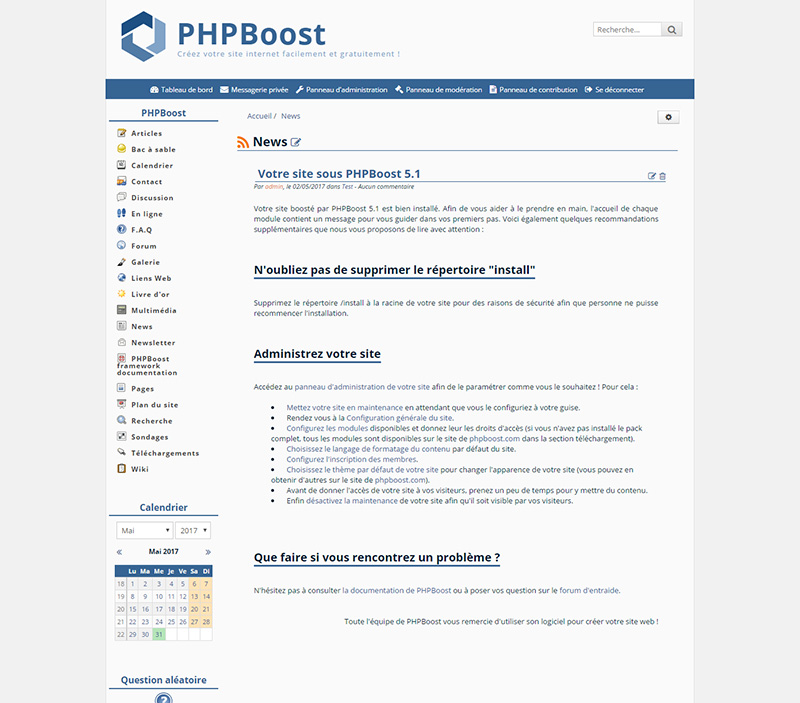 PHPBoost
Créez votre site internet facilement et gratuitement !
Recherche...
Tableau de bord Messagerie privée Panneau d'administration Panneau de modération Panneau de contribution Se déconnecter
PHPBoost
Articles
Bac à sable
Calendrier
Contact
Discussion
En ligne
F.A.Q
Forum
Galerie
Liens Web
Livre d'or
Multimédia
News
Newsletter
PHPBoost
framework
documentation
Pages
Plan du site
Recherche
Sondages
Téléchargements
Wiki
Calendrier
Mai 2017
« Mai 2017 »
Lu Ma Me Je Ve Sa Di
18 1 2 3 4 5 6 7
19 8 9 10 11 12 13 14
20 15 16 17 18 19 20 21
21 22 23 24 25 26 27 28
22 29 30 31
Question aléatoire
Accueil / News
News
Votre site sous PHPBoost 5.1
Par admin, le 02/05/2017 dans Test - Aucun commentaire
Votre site boosté par PHPBoost 5.1 est bien installé. Afin de vous aider à le prendre en main, l'accueil de chaque
module contient un message pour vous guider dans vos premiers pas. Voici également quelques recommandations
supplémentaires que nous vous proposons de lire avec attention :
N'oubliez pas de supprimer le répertoire "install"
Supprimez le répertoire /install à la racine de votre site pour des raisons de sécurité afin que personne ne puisse
recommencer l'installation.
Administrez votre site
Accédez au panneau d'administration de votre site afin de le paramétrer comme vous le souhaitez ! Pour cela :
• Mettez votre site en maintenance en attendant que vous le configuriez à votre guise.
• Rendez vous à la Configuration générale du site.
• Configurez les modules disponibles et donnez leur les droits d'accès (si vous n'avez pas installé le pack
complet, tous les modules sont disponibles sur le site de phpboost.com dans la section téléchargement).
• Choisissez le langage de formatage du contenu par défaut du site.
• Configurez l'inscription des membres.
• Choisissez le thème par défaut de votre site pour changer l'apparence de votre site (vous pouvez en
obtenir d'autres sur le site de phpboost.com).
• Avant de donner l'accès de votre site à vos visiteurs, prenez un peu de temps pour y mettre du contenu.
• Enfin désactivez la maintenance de votre site afin qu'il soit visible par vos visiteurs.
Que faire si vous rencontrez un problème ?
N'hésitez pas à consulter la documentation de PHPBoost ou à poser vos question sur le forum d'entraide.
Toute l'équipe de PHPBoost vous remercie d'utiliser son logiciel pour créer votre site web !